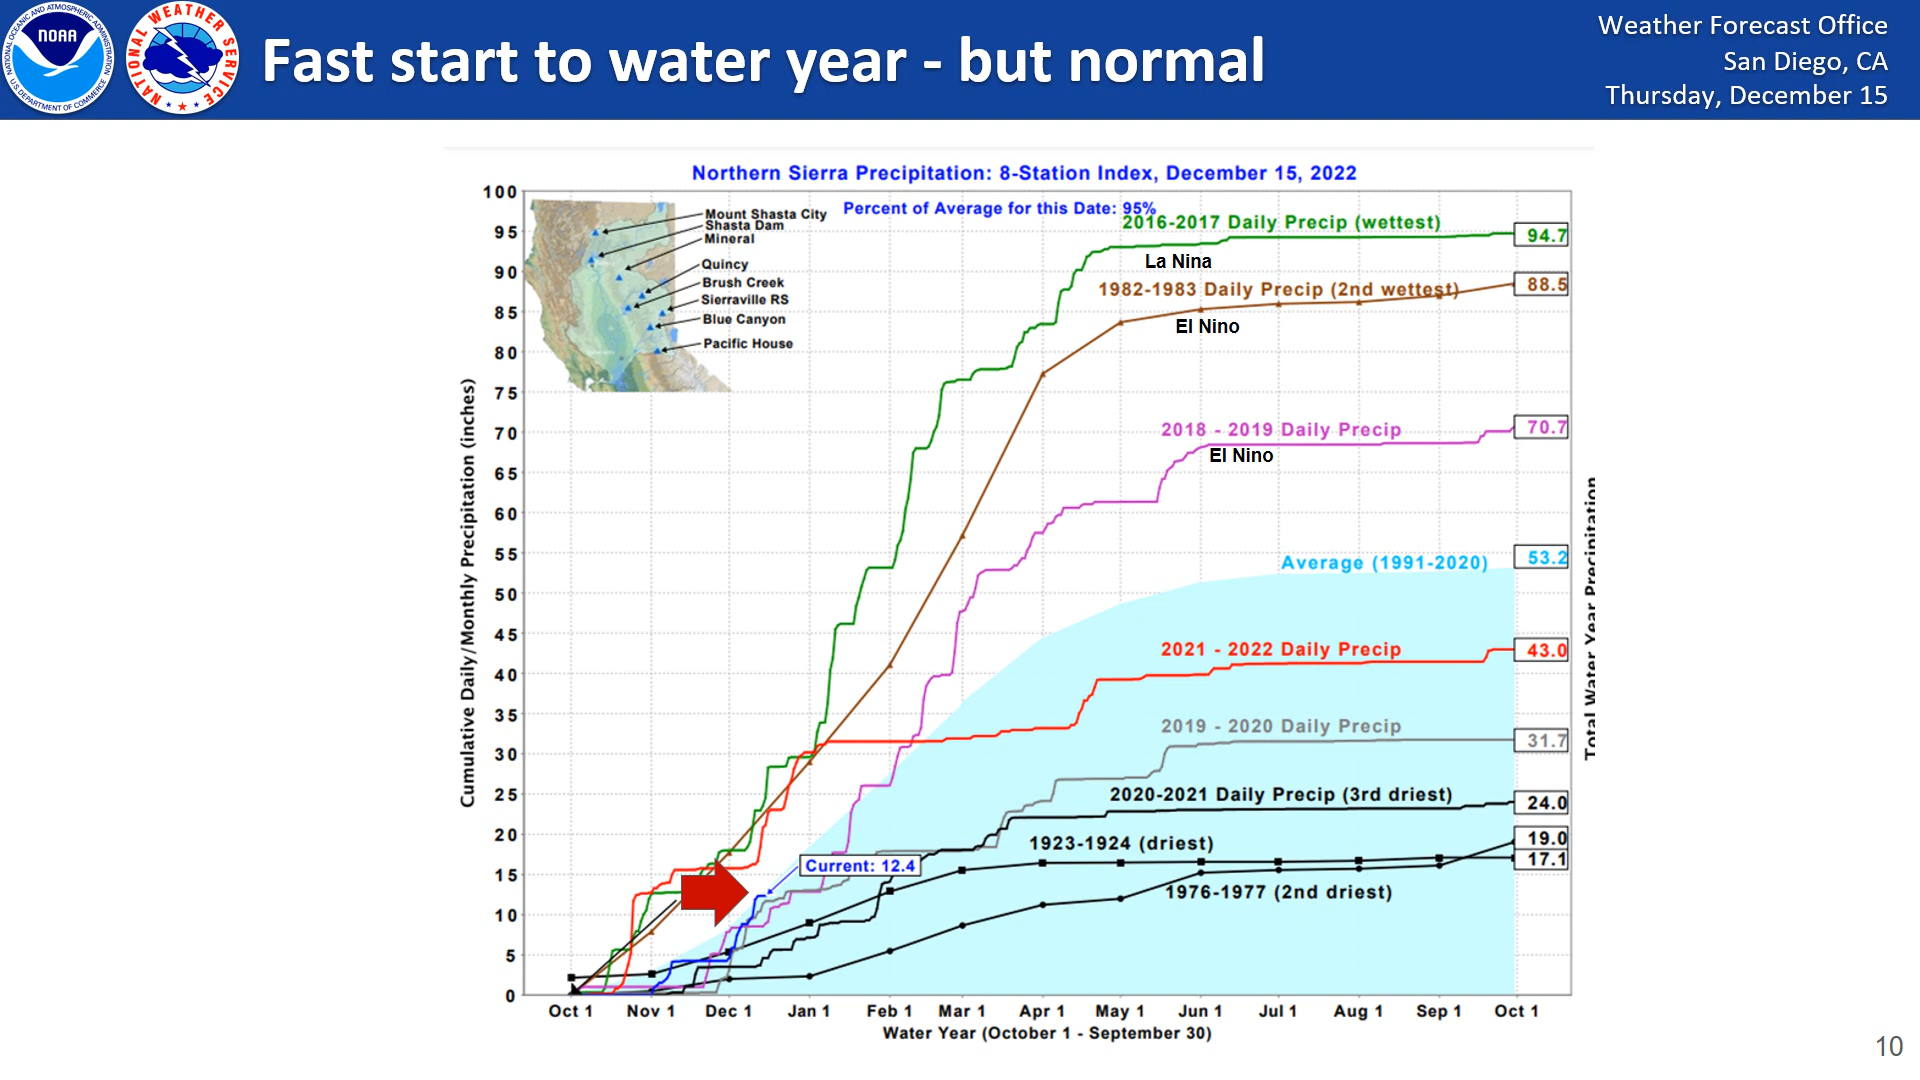 NATIONAL OCEANIC AND ATMOSPHERIC ADMINISTRATION
NOAA
U.S. DEPARTMENT OF COMMERCE
NATIONAL WEATHER SERVICE
Fast start to water year - but normal
Weather Forecast Office
San Diego, CA
Thursday, December 15
Northern Sierra Precipitation: 8-Station Index, December 15, 2022
Percent of Average for this Date: 95%
Mount Shasta City
Shasta Dam
Mineral
Quincy
Brush Creek
Sierraville RS
Blue Canyon
Pacific House
2016-2017 Daily Precip (wettest)
94.7
La Nina
1982-1983 Daily Precip (2nd wettest)
88.5
El Nino
2018 - 2019 Daily Precip
70.7
El Nino
Average (1991-2020)
53.2
2021 - 2022 Daily Precip
43.0
2019 - 2020 Daily Precip
31.7
2020-2021 Daily Precip (3rd driest)
24.0
1923-1924 (driest)
19.0
17.1
Current: 12.4
1976-1977 (2nd driest)
Cumulative Daily/Monthly Precipitation (inches)
Total Water Year Precipitation
100
95
90
85
80
75
70
65
60
55
50
45
40
35
30
25
20
15
10
5
0
Oct 1 Nov 1 Dec 1 Jan 1 Feb 1 Mar 1 Apr 1 May 1 Jun 1 Jul 1 Aug 1 Sep 1 Oct 1
Water Year (October 1 - September 30)
10